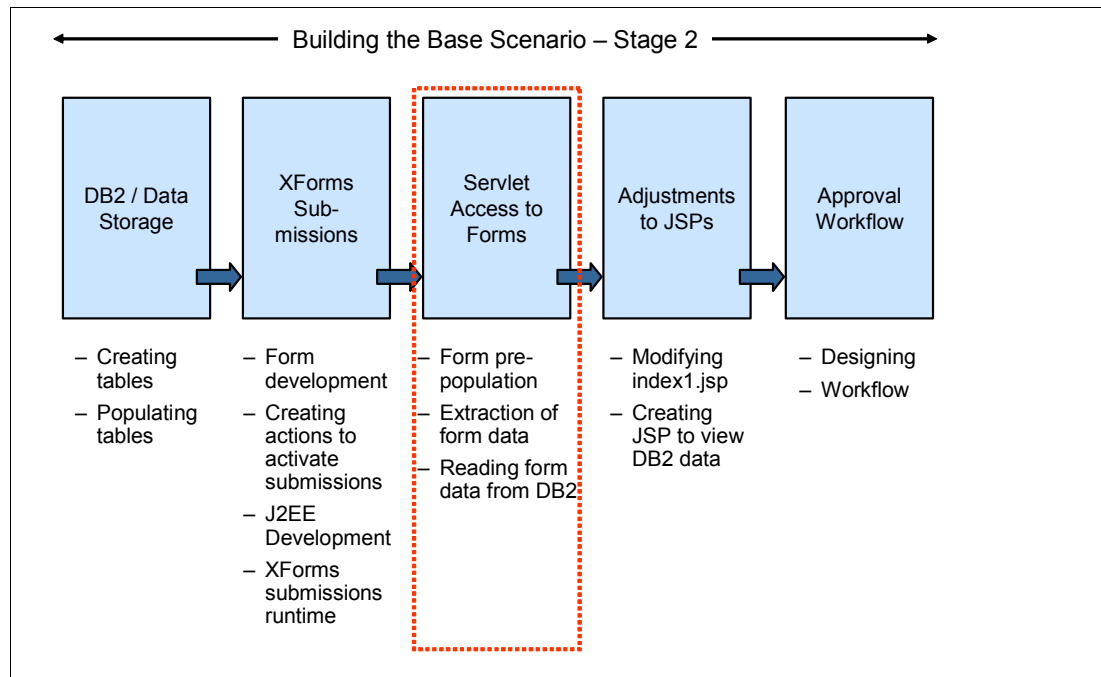 Building the Base Scenario – Stage 2
DB2 / Data
Storage
XForms
Sub-
missions
Servlet
Access to
Forms
Adjustments
to JSPs
Approval
Workflow
– Creating
tables
– Populating
tables
– Form
development
– Creating
actions to
activate
submissions
– J2EE
Development
– XForms
submissions
runtime
– Form pre-
population
– Extraction of
form data
– Reading form
data from DB2
– Modifying
index1.jsp
– Creating
JSP to view
DB2 data
– Designing
– Workflow